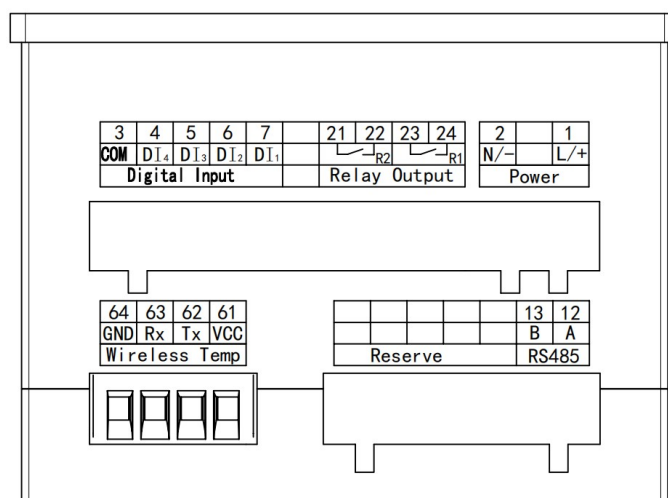 3 4 5 6 7 21 22 23 24 2 1
COM DI4 DI3 DI2 DI1 R2 R1 N/- L/+
Digital Input Relay Output Power
64 63 62 61 13 12
GND Rx Tx VCC B A
Wireless Temp Reserve RS485